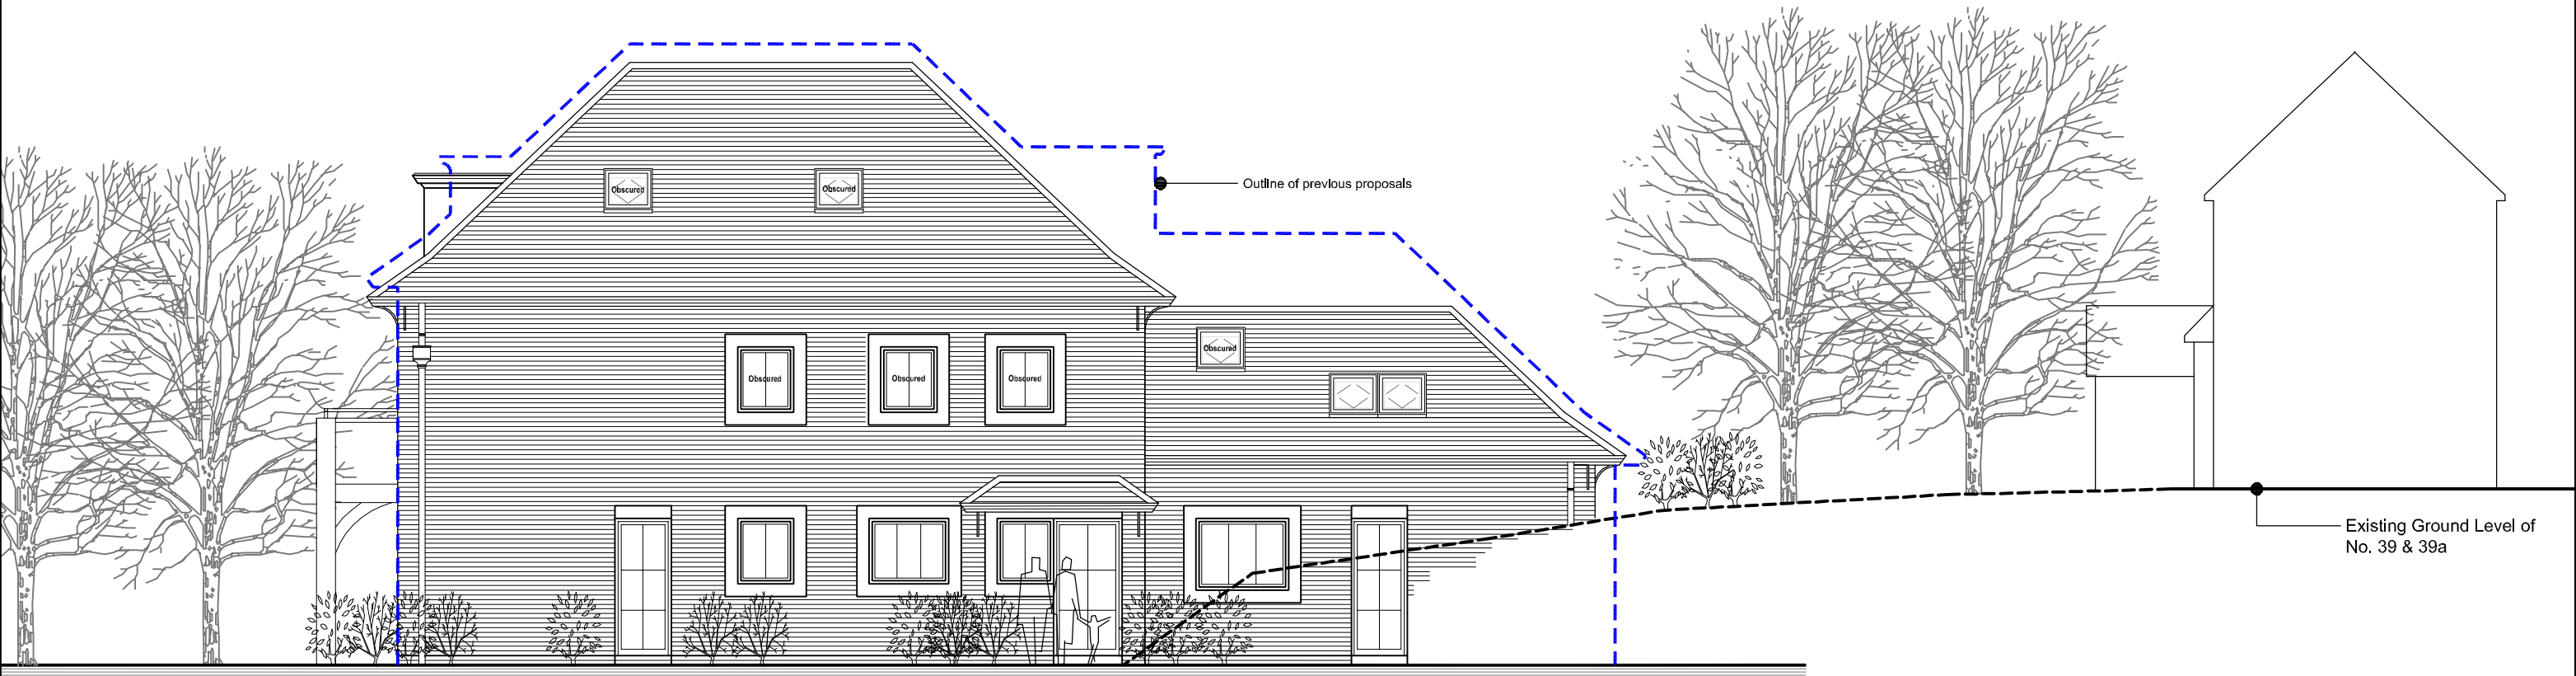 Obscured
Obscured
Outline of previous proposals
Obscured
Obscured
Obscured
Obscured
Existing Ground Level of
No. 39 & 39a